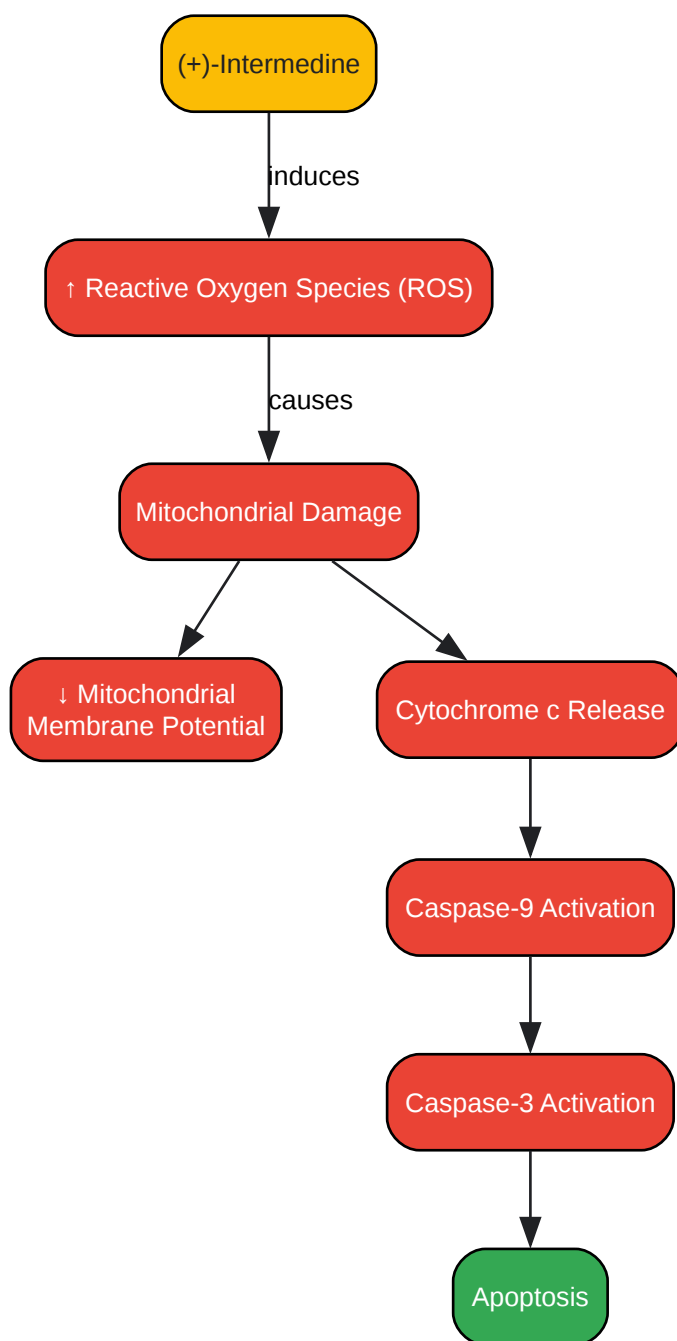 (+)-Intermedine
induces
↑ Reactive Oxygen Species (ROS)
causes
Mitochondrial Damage
↓ Mitochondrial
Membrane Potential
Cytochrome c Release
Caspase-9 Activation
Caspase-3 Activation
Apoptosis